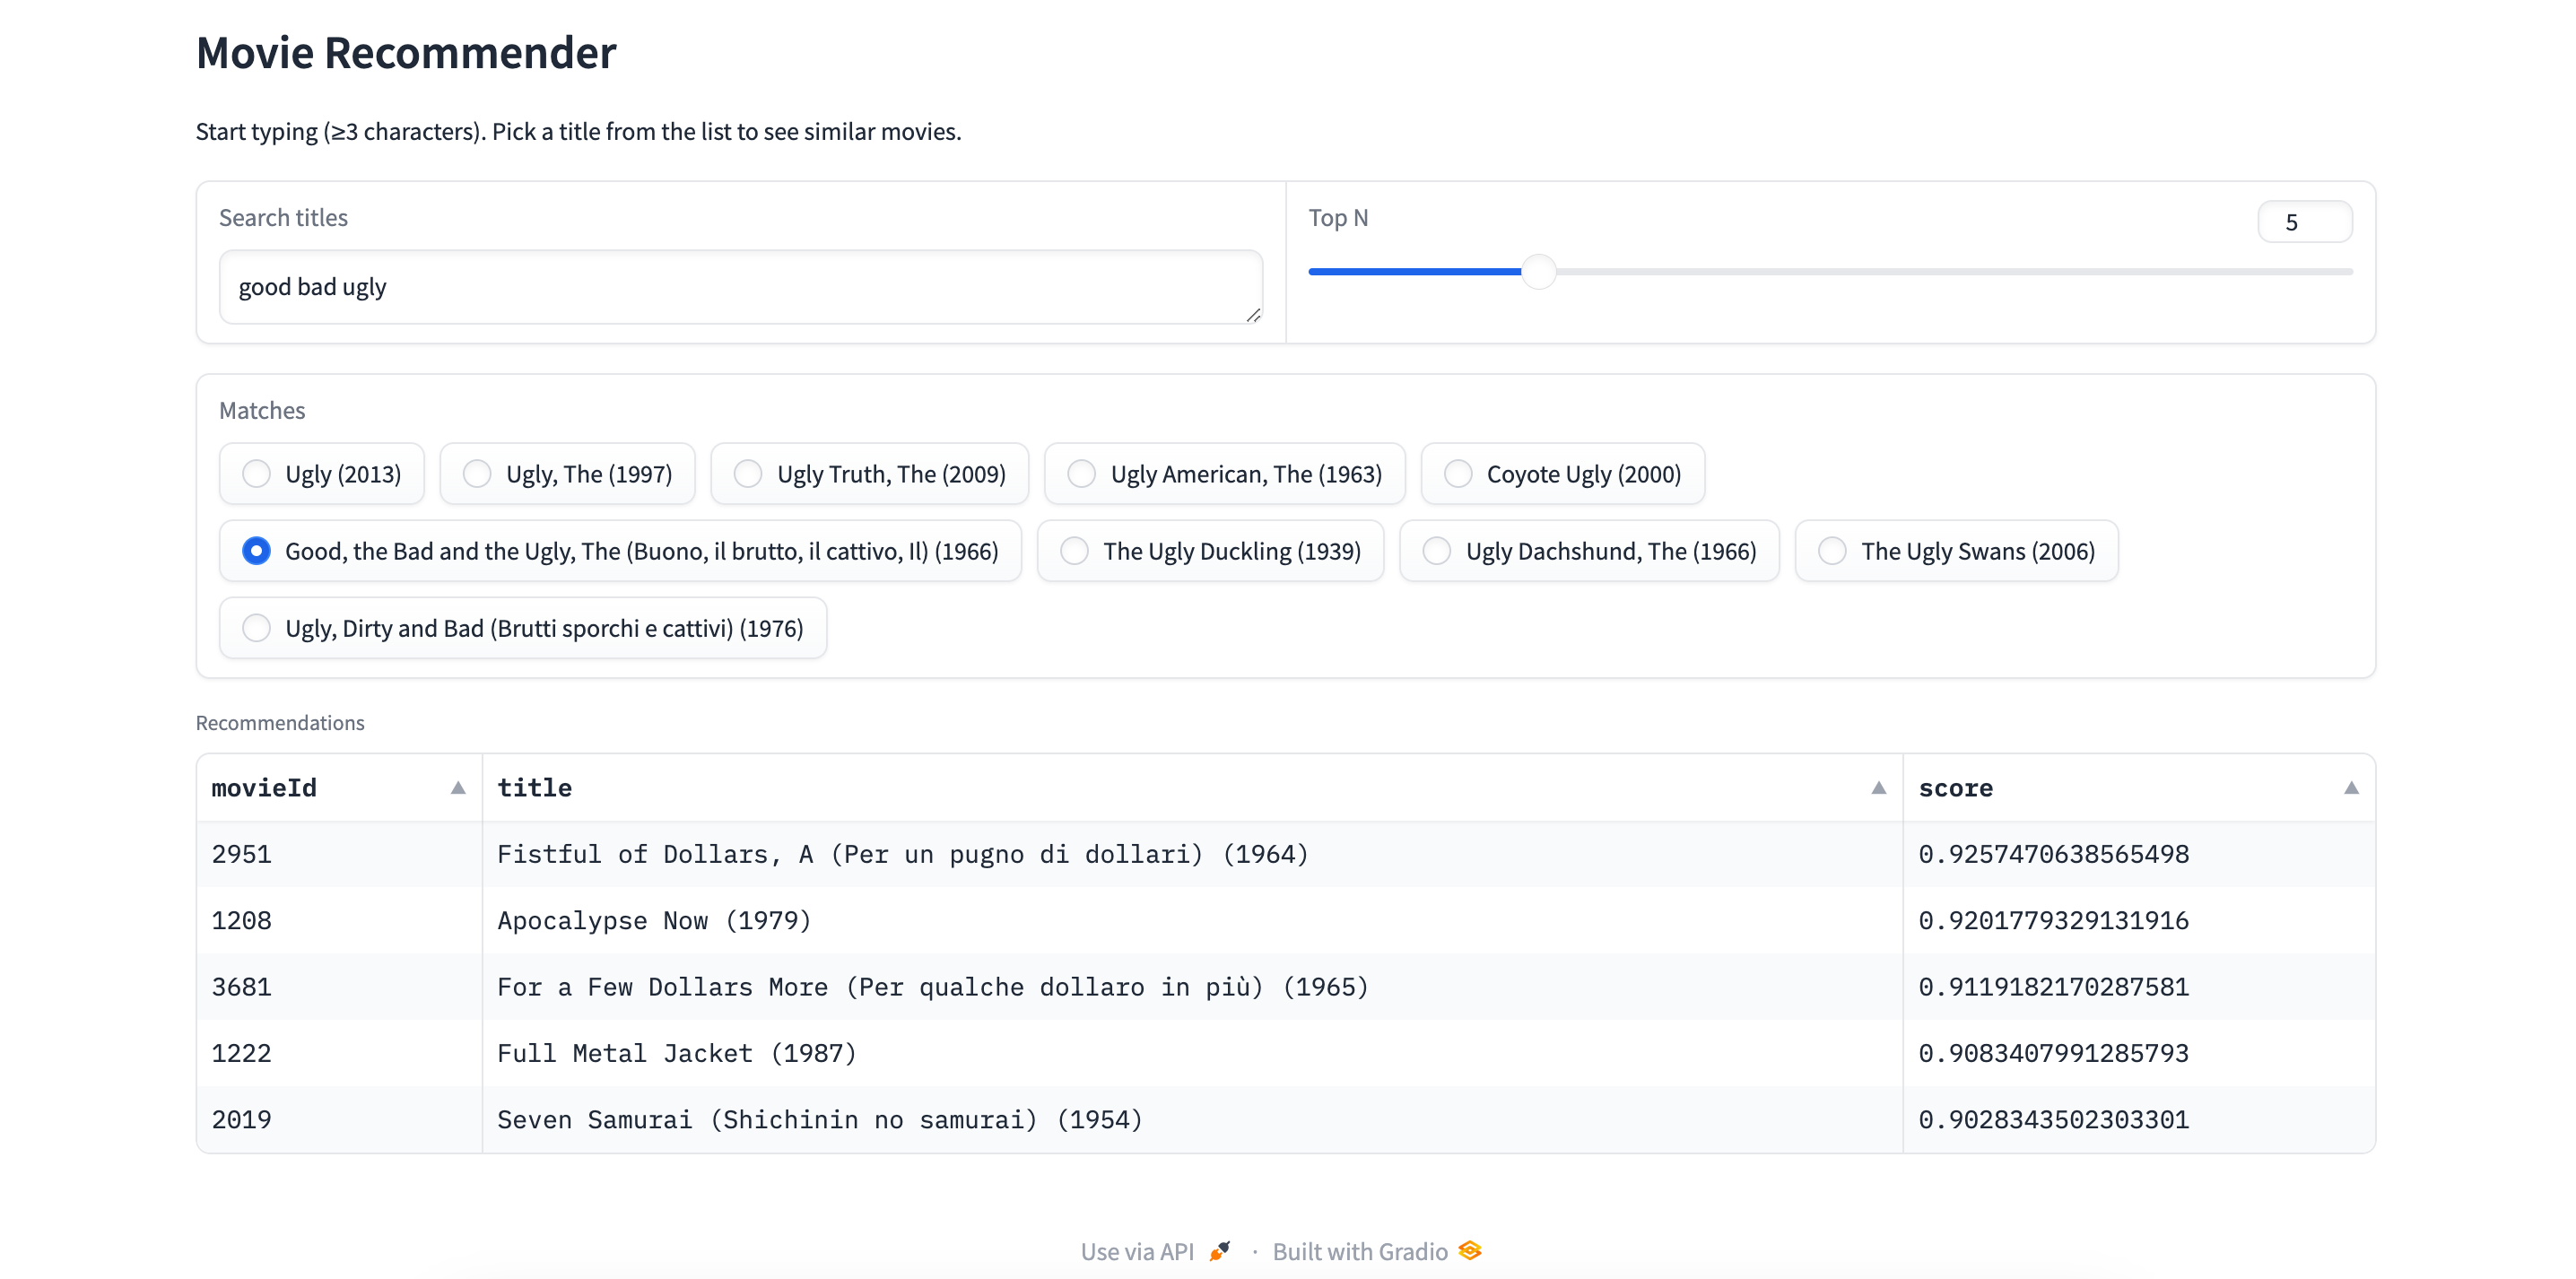 Movie Recommender
Start typing (≥3 characters). Pick a title from the list to see similar movies.
Search titles
good bad ugly
Top N
5
Matches
Ugly (2013) Ugly, The (1997) Ugly Truth, The (2009) Ugly American, The (1963) Coyote Ugly (2000)
Good, the Bad and the Ugly, The (Buono, il brutto, il cattivo, Il) (1966) The Ugly Duckling (1939) Ugly Dachshund, The (1966) The Ugly Swans (2006)
Ugly, Dirty and Bad (Brutti sporchi e cattivi) (1976)
Recommendations
movieId title score
2951 Fistful of Dollars, A (Per un pugno di dollari) (1964) 0.9257470638565498
1208 Apocalypse Now (1979) 0.9201779329131916
3681 For a Few Dollars More (Per qualche dollaro in più) (1965) 0.9119182170287581
1222 Full Metal Jacket (1987) 0.9083407991285793
2019 Seven Samurai (Shichinin no samurai) (1954) 0.9028343502303301
Use via API · Built with Gradio